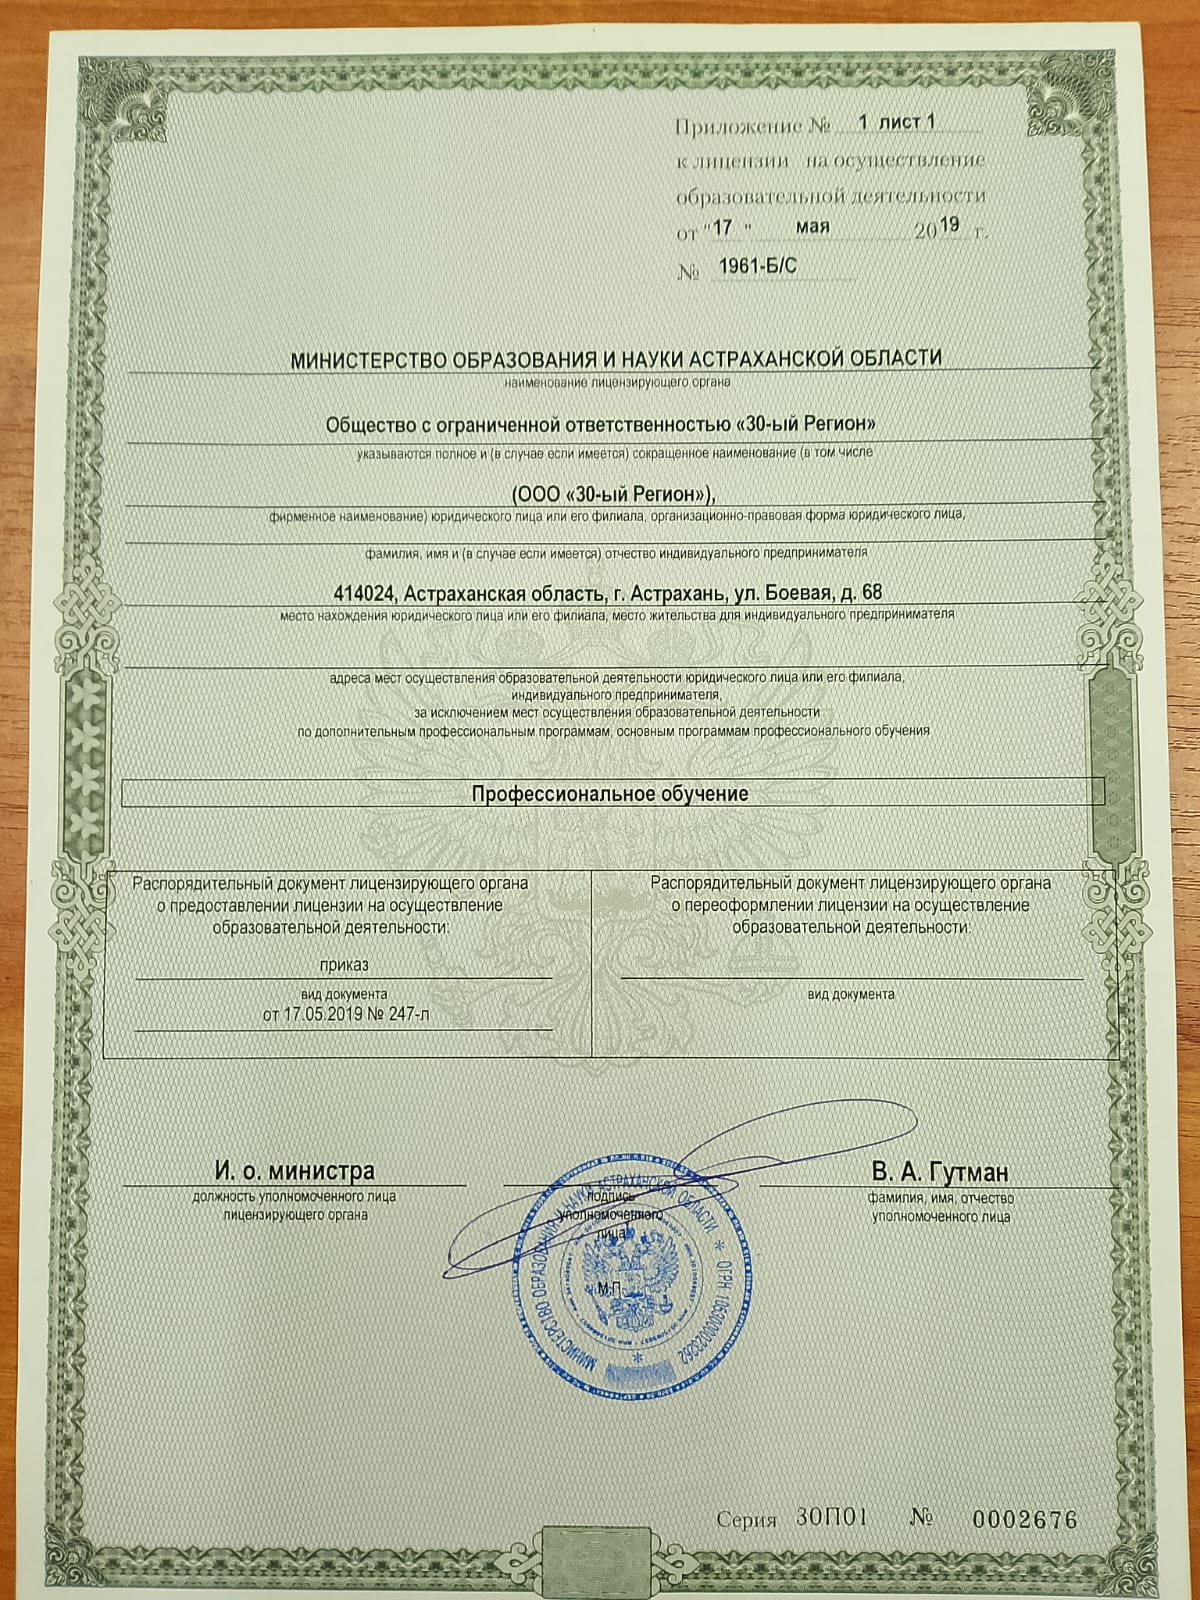 Приложение № 1 лист 1
к лицензии на осуществление
образовательной деятельности
от "17" мая 2019 г.
№ 1961-Б/С
МИНИСТЕРСТВО ОБРАЗОВАНИЯ И НАУКИ АСТРАХАНСКОЙ ОБЛАСТИ
наименование лицензирующего органа
Общество с ограниченной ответственностью «30-ый Регион»
указываются полное и (в случае если имеется) сокращенное наименование (в том числе
(ООО «30-ый Регион»),
фирменное наименование) юридического лица или его филиала, организационно-правовая форма юридического лица,
фамилия, имя и (в случае если имеется) отчество индивидуального предпринимателя
414024, Астраханская область, г. Астрахань, ул. Боевая, д. 68
место нахождения юридического лица или его филиала, место жительства для индивидуального предпринимателя
адреса мест осуществления образовательной деятельности юридического лица или его филиала,
индивидуального предпринимателя,
за исключением мест осуществления образовательной деятельности
по дополнительным профессиональным программам, основным программам профессионального обучения
Профессиональное обучение
Распорядительный документ лицензирующего органа
о предоставлении лицензии на осуществление
образовательной деятельности:
приказ
вид документа
от 17.05.2019 № 247-л
Распорядительный документ лицензирующего органа
о переоформлении лицензии на осуществление
образовательной деятельности:
вид документа
И. о. министра
должность уполномоченного лица
лицензирующего органа
подпись
уполномоченного
лица
М.П.
В. А. Гутман
фамилия, имя, отчество
уполномоченного лица
МИНИСТЕРСТВО ОБРАЗОВАНИЯ И НАУКИ АСТРАХАНСКОЙ ОБЛАСТИ * ОГРН 1053000023262
Серия 30П01 № 0002676